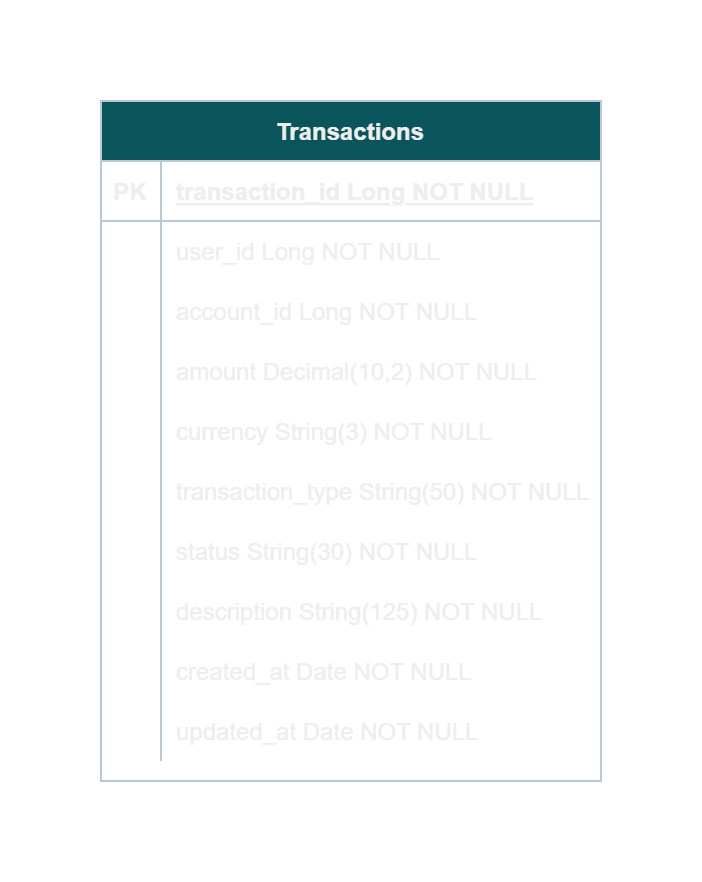 Transactions
PK transaction_id Long NOT NULL
user_id Long NOT NULL
account_id Long NOT NULL
amount Decimal(10,2) NOT NULL
currency String(3) NOT NULL
transaction_type String(50) NOT NULL
status String(30) NOT NULL
description String(125) NOT NULL
created_at Date NOT NULL
updated_at Date NOT NULL